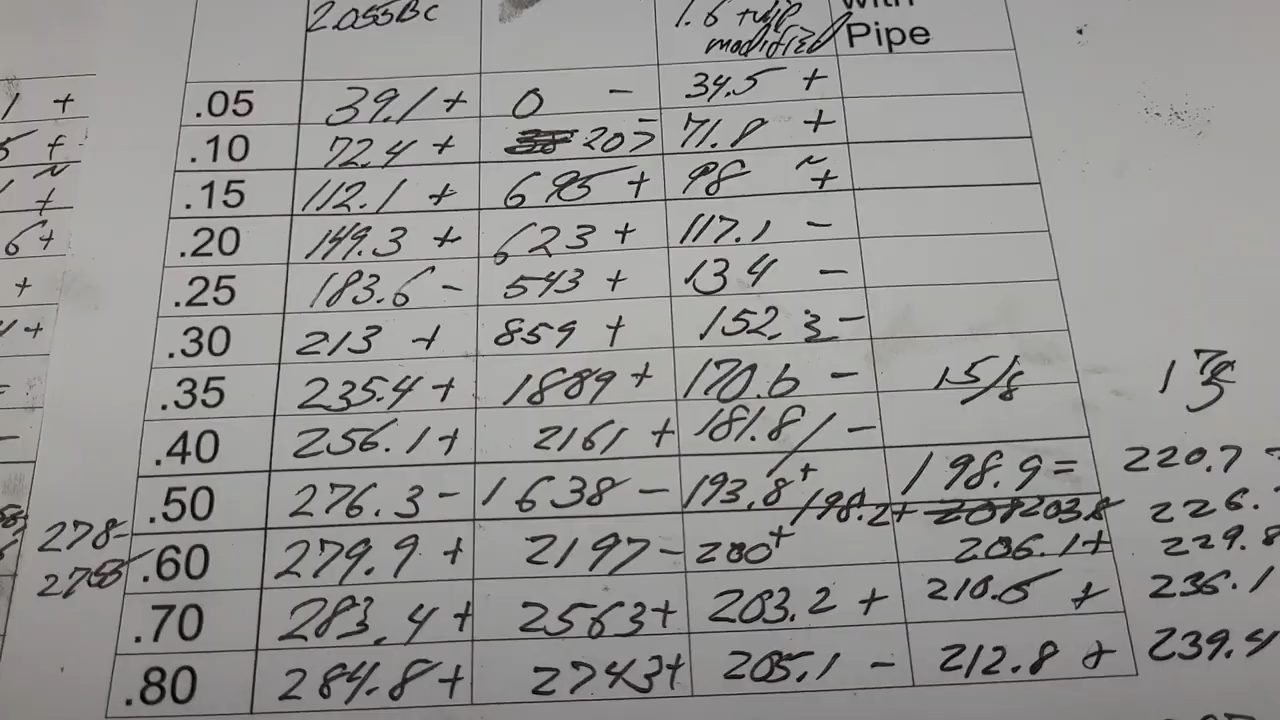 2.055BC 1.6 modified with Pipe
.05 39.1 + 0 - 34.5 +
.10 72.4 + 207 - 71.8 +
.15 112.1 + 695 + 98 ~+
.20 149.3 + 623 + 117.1 -
.25 183.6 - 543 + 134 -
.30 213 + 859 + 152.3 -
.35 235.4 + 1889 + 170.6 - 15/8
.40 256.1 + 2161 + 181.8 / -
.50 276.3 - 1638 - 193.8 + 198.9 = 220.7
198.2+ 203.8 226.
278-
.60 279.9 + 2197 - 200 + 206.1+ 229.8
.70 283.4 + 2563+ 203.2 + 210.6 + 236.1
.80 284.8 + 2743+ 205.1 - 212.8 + 239.4